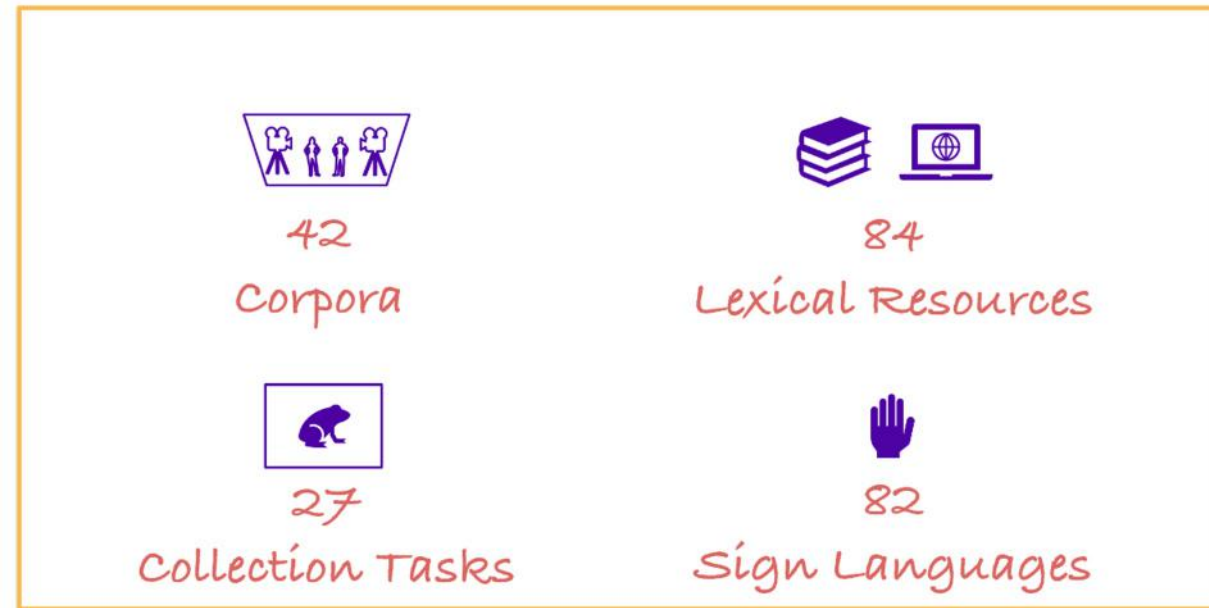 42
Corpora
84
Lexical Resources
27
Collection Tasks
82
Sign Languages